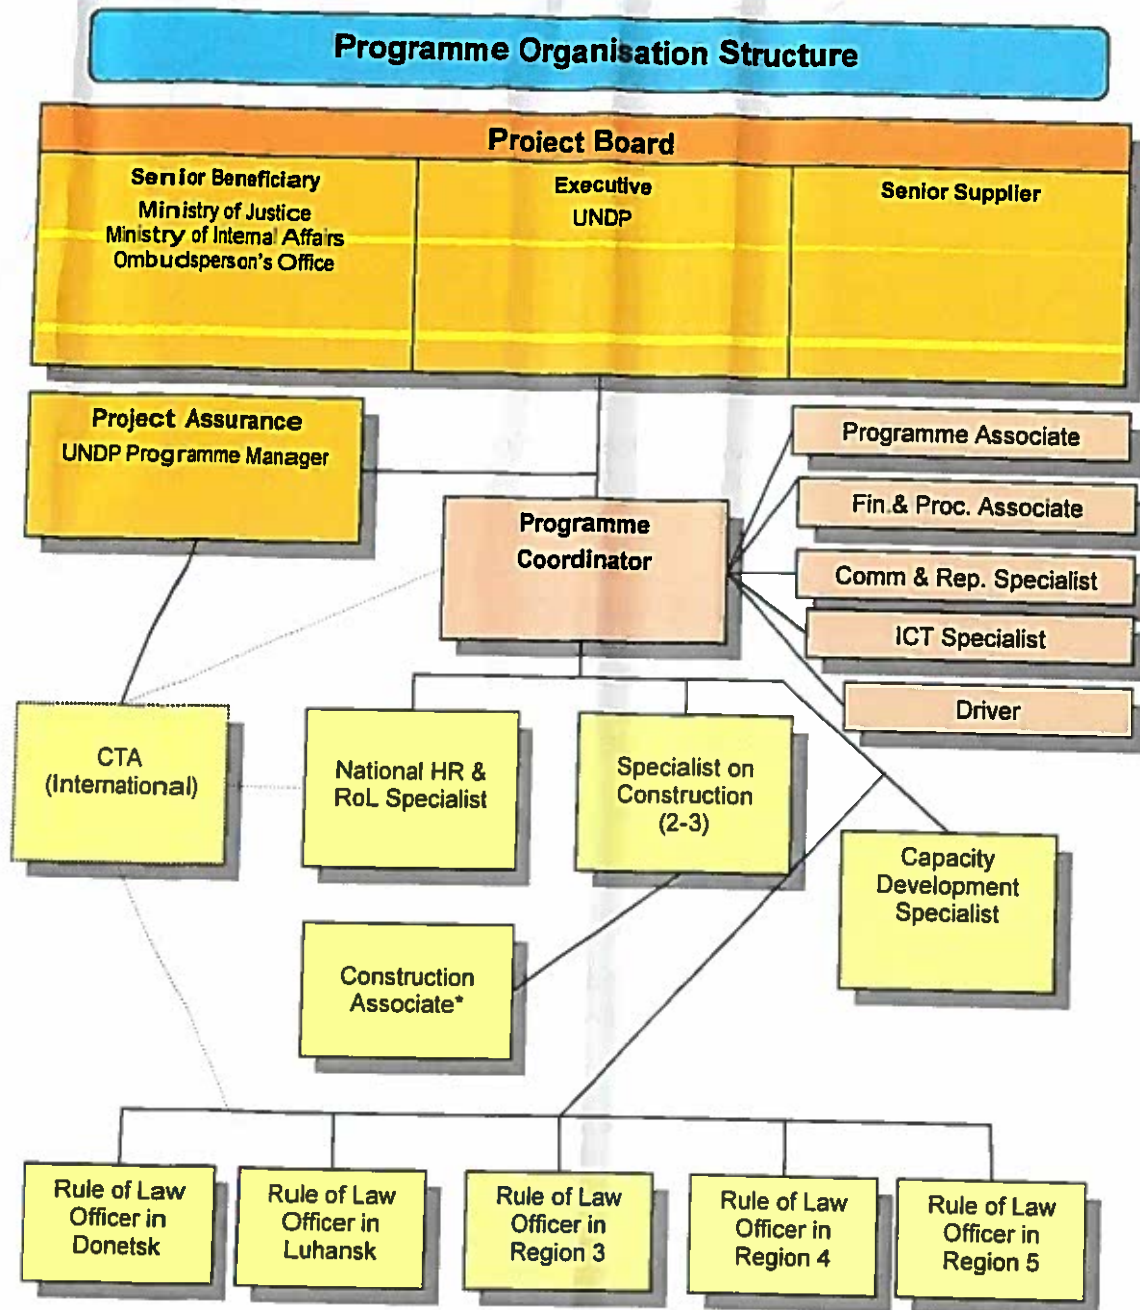 Programme Organisation Structure
Project Board
Senior Beneficiary
Ministry of Justice
Ministry of Internal Affairs
Ombudsperson's Office
Executive
UNDP
Senior Supplier
Project Assurance
UNDP Programme Manager
Programme
Coordinator
Programme Associate
Fin.& Proc. Associate
Comm & Rep. Specialist
ICT Specialist
Driver
CTA
(International)
National HR &
RoL Specialist
Specialist on
Construction
(2-3)
Capacity
Development
Specialist
Construction
Associate*
Rule of Law
Officer in
Donetsk
Rule of Law
Officer in
Luhansk
Rule of Law
Officer in
Region 3
Rule of Law
Officer in
Region 4
Rule of Law
Officer in
Region 5